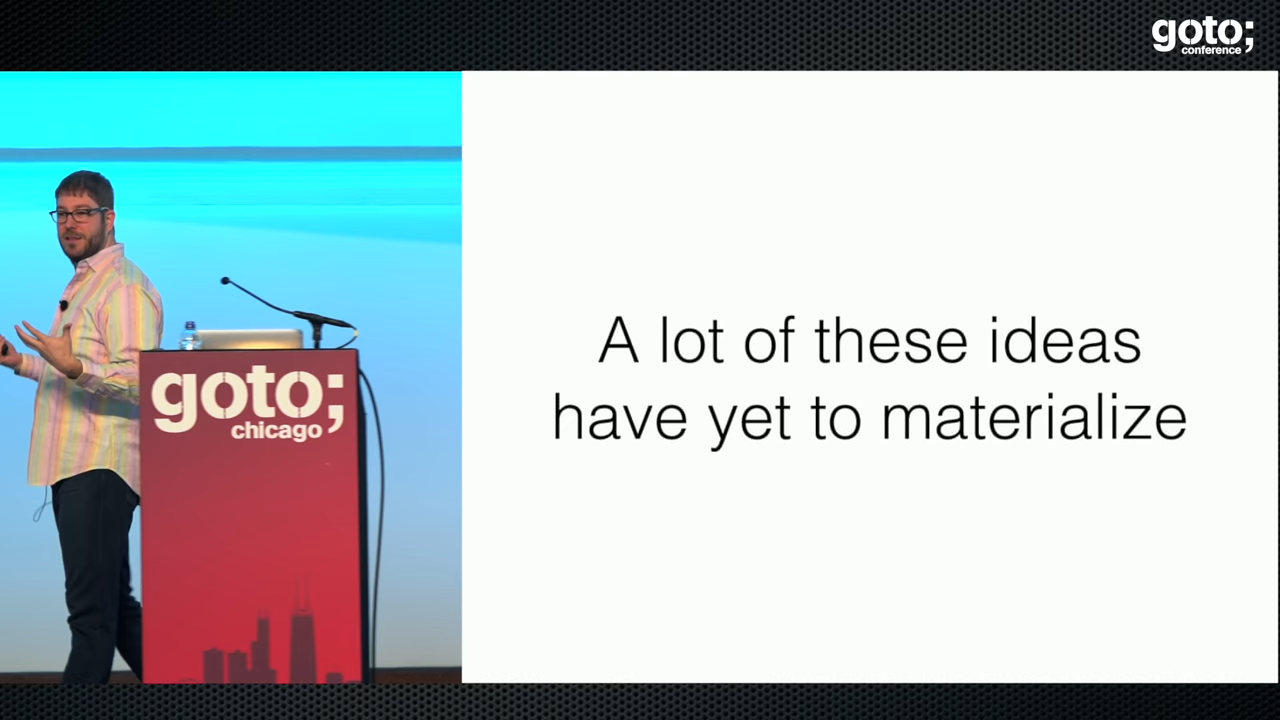 goto;
conference
A lot of these ideas
have yet to materialize
goto;
chicago